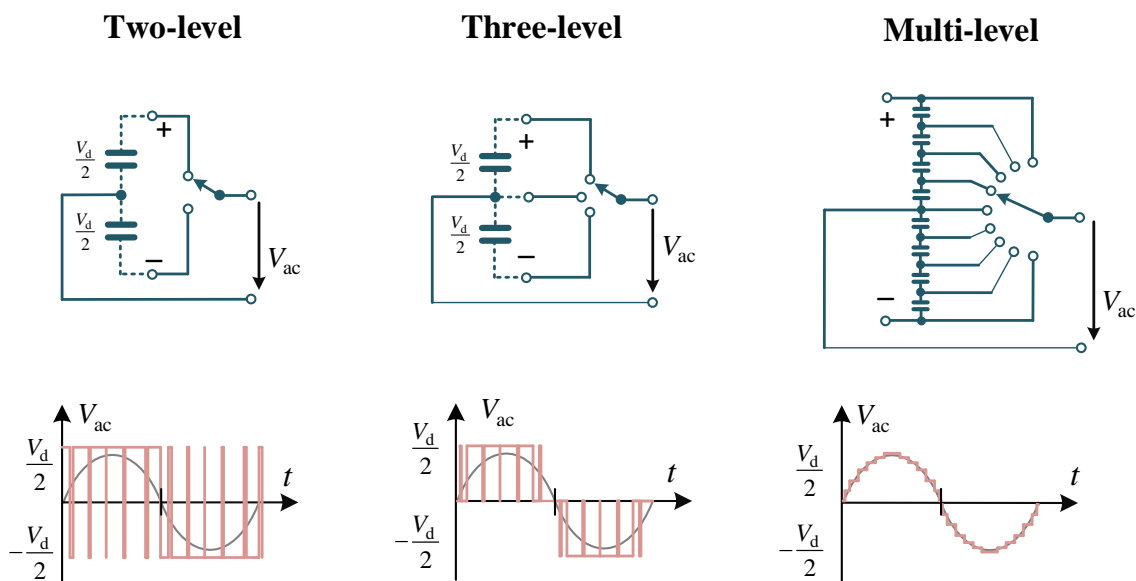 Two-level
Three-level
Multi-level
+
V_d/2
V_d/2
−
V_ac
+
V_d/2
V_d/2
−
V_ac
+
−
V_ac
V_ac
V_d/2
t
−V_d/2
V_ac
V_d/2
t
−V_d/2
V_ac
V_d/2
t
−V_d/2